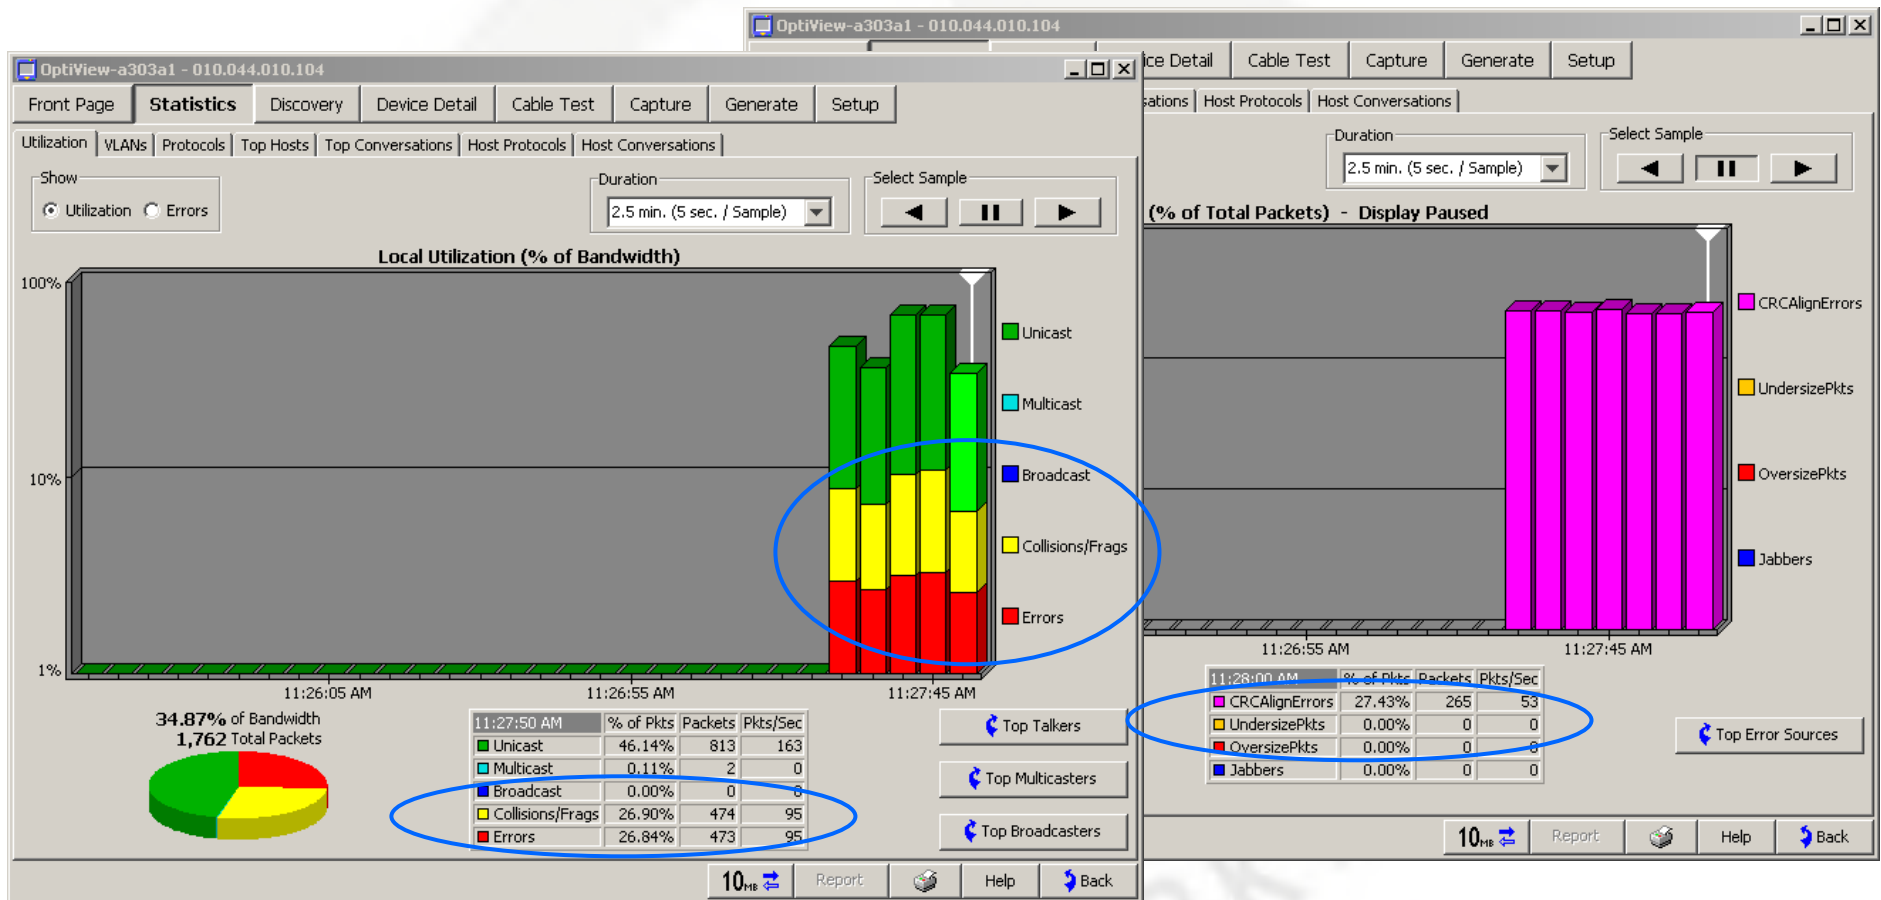 OptiView-a303a1 - 010.044.010.104
Front Page Statistics Discovery Device Detail Cable Test Capture Generate Setup
Utilization VLANs Protocols Top Hosts Top Conversations Host Protocols Host Conversations
Show
Utilization Errors
Duration
2.5 min. (5 sec. / Sample)
Select Sample
Local Utilization (% of Bandwidth)
100%
10%
1%
Unicast
Multicast
Broadcast
Collisions/Frags
Errors
11:26:05 AM 11:26:55 AM 11:27:45 AM
34.87% of Bandwidth
1,762 Total Packets
11:27:50 AM % of Pkts Packets Pkts/Sec
Unicast 46.14% 813 163
Multicast 0.11% 2 0
Broadcast 0.00% 0 0
Collisions/Frags 26.90% 474 95
Errors 26.84% 473 95
Top Talkers
Top Multicasters
Top Broadcasters
10MB Report Help Back
OptiView-a303a1 - 010.044.010.104
ice Detail Cable Test Capture Generate Setup
sations Host Protocols Host Conversations
Duration
2.5 min. (5 sec. / Sample)
Select Sample
(% of Total Packets) - Display Paused
CRCAlignErrors
UndersizePkts
OversizePkts
Jabbers
11:26:55 AM 11:27:45 AM
11:28:00 AM % of Pkts Packets Pkts/Sec
CRCAlignErrors 27.43% 265 53
UndersizePkts 0.00% 0 0
OversizePkts 0.00% 0 0
Jabbers 0.00% 0 0
Top Error Sources
10MB Report Help Back